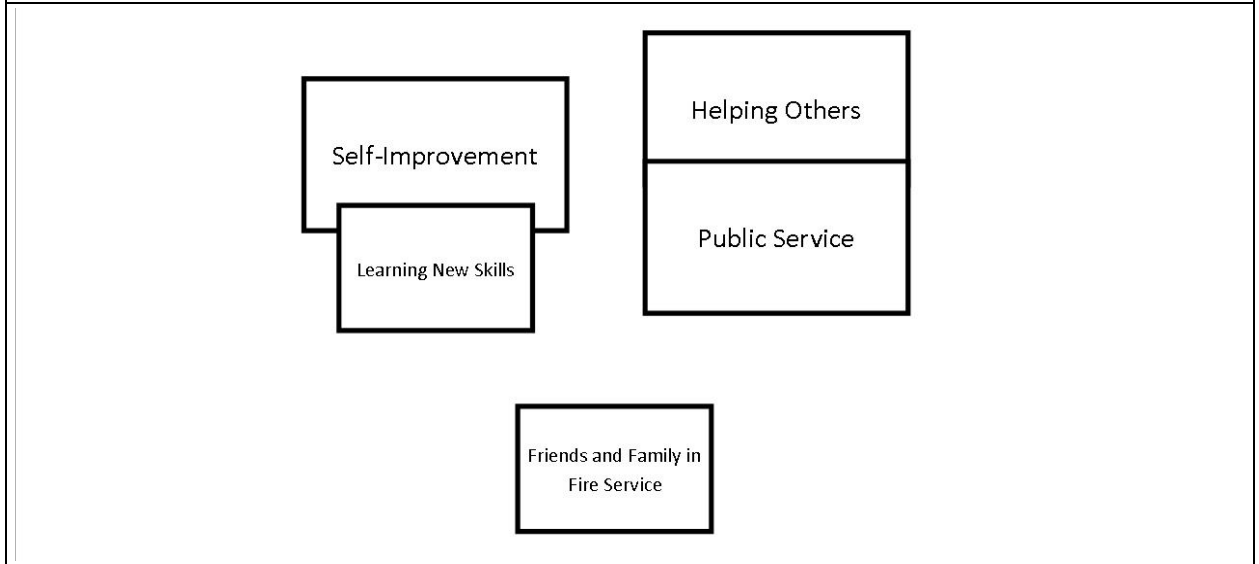 Helping Others
Self-Improvement
Public Service
Learning New Skills
Friends and Family in
Fire Service